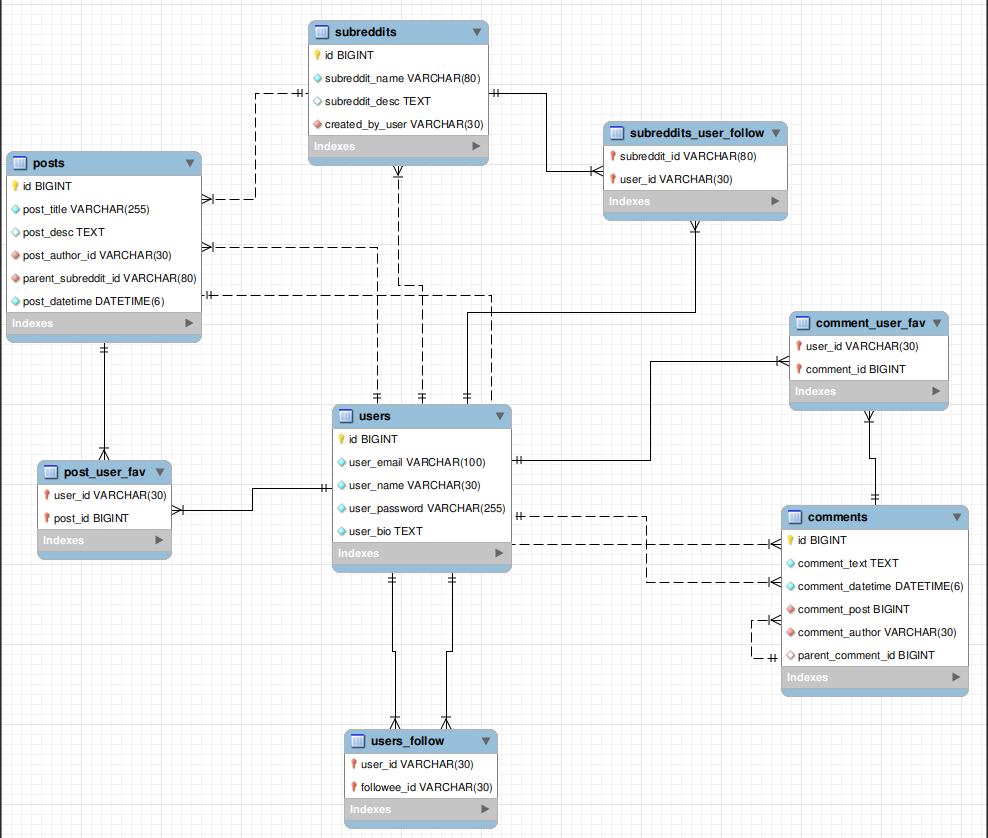 subreddits
id BIGINT
subreddit_name VARCHAR(80)
subreddit_desc TEXT
created_by_user VARCHAR(30)
Indexes
subreddits_user_follow
subreddit_id VARCHAR(80)
user_id VARCHAR(30)
Indexes
posts
id BIGINT
post_title VARCHAR(255)
post_desc TEXT
post_author_id VARCHAR(30)
parent_subreddit_id VARCHAR(80)
post_datetime DATETIME(6)
Indexes
comment_user_fav
user_id VARCHAR(30)
comment_id BIGINT
Indexes
users
id BIGINT
user_email VARCHAR(100)
user_name VARCHAR(30)
user_password VARCHAR(255)
user_bio TEXT
Indexes
post_user_fav
user_id VARCHAR(30)
post_id BIGINT
Indexes
comments
id BIGINT
comment_text TEXT
comment_datetime DATETIME(6)
comment_post BIGINT
comment_author VARCHAR(30)
parent_comment_id BIGINT
Indexes
users_follow
user_id VARCHAR(30)
followee_id VARCHAR(30)
Indexes